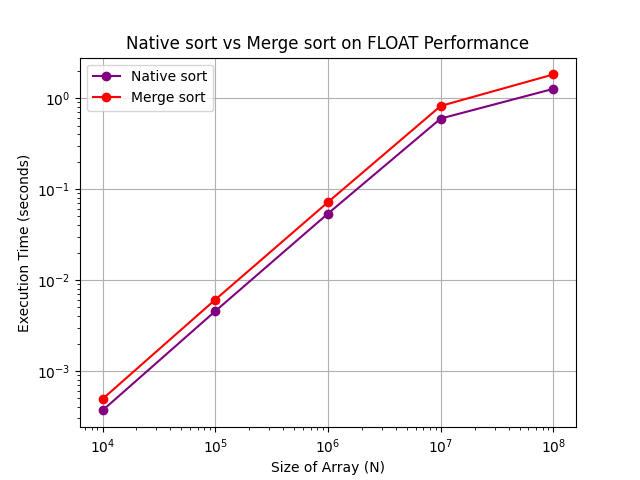 Native sort vs Merge sort on FLOAT Performance
Native sort
Merge sort
Execution Time (seconds)
10⁰
10⁻¹
10⁻²
10⁻³
10⁴ 10⁵ 10⁶ 10⁷ 10⁸
Size of Array (N)